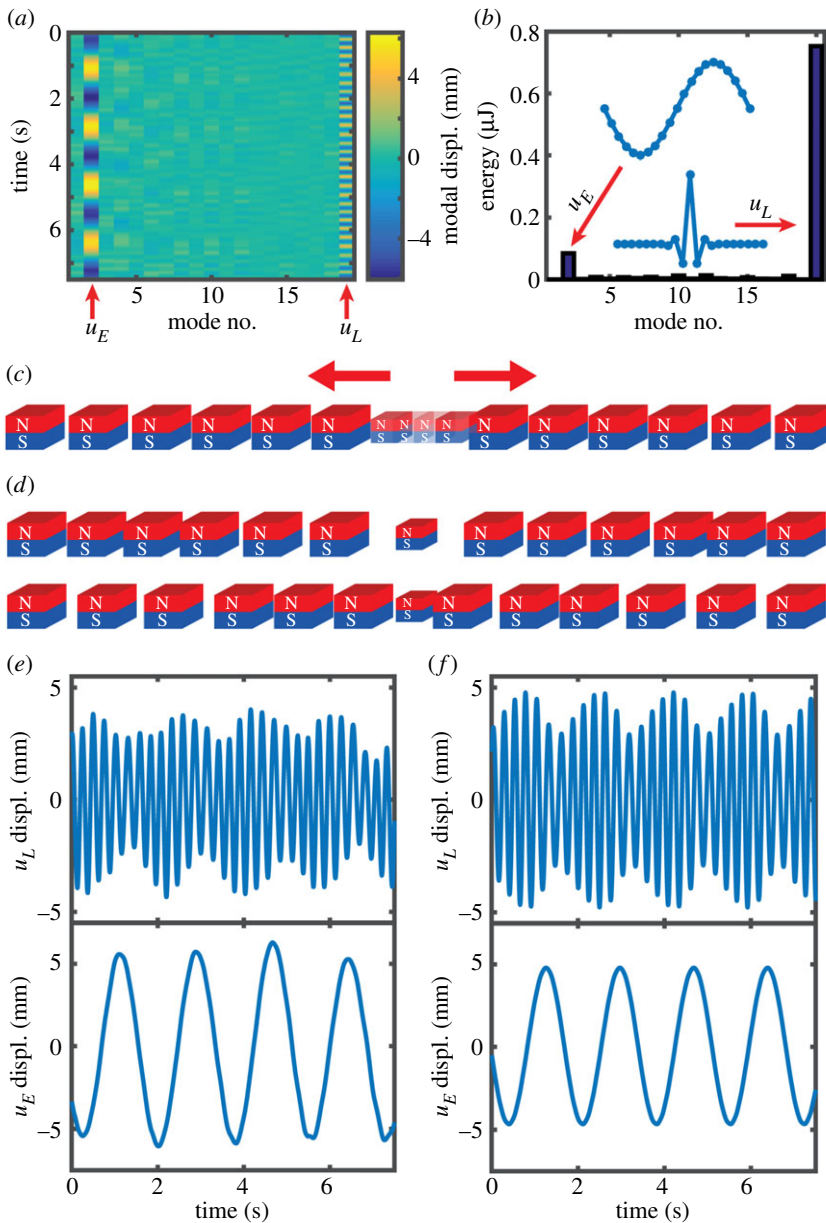 (a)
0
2
4
6
time (s)
5
10
15
mode no.
u_E
u_L
4
0
–4
modal displ. (mm)
(b)
0.8
0.6
0.4
0.2
0
energy (µJ)
u_E
u_L
5
10
15
mode no.
(c)
N N N N N N N N N N N N N N N N
S S S S S S S S S S S S S S S S
(d)
N N N N N N N N N N N N N
S S S S S S S S S S S S S
N N N N N N N N N N N N N
S S S S S S S S S S S S S
(e)
5
0
–5
u_L displ. (mm)
5
0
–5
u_E displ. (mm)
0 2 4 6
time (s)
(f)
5
0
–5
u_L displ. (mm)
5
0
–5
u_E displ. (mm)
0 2 4 6
time (s)